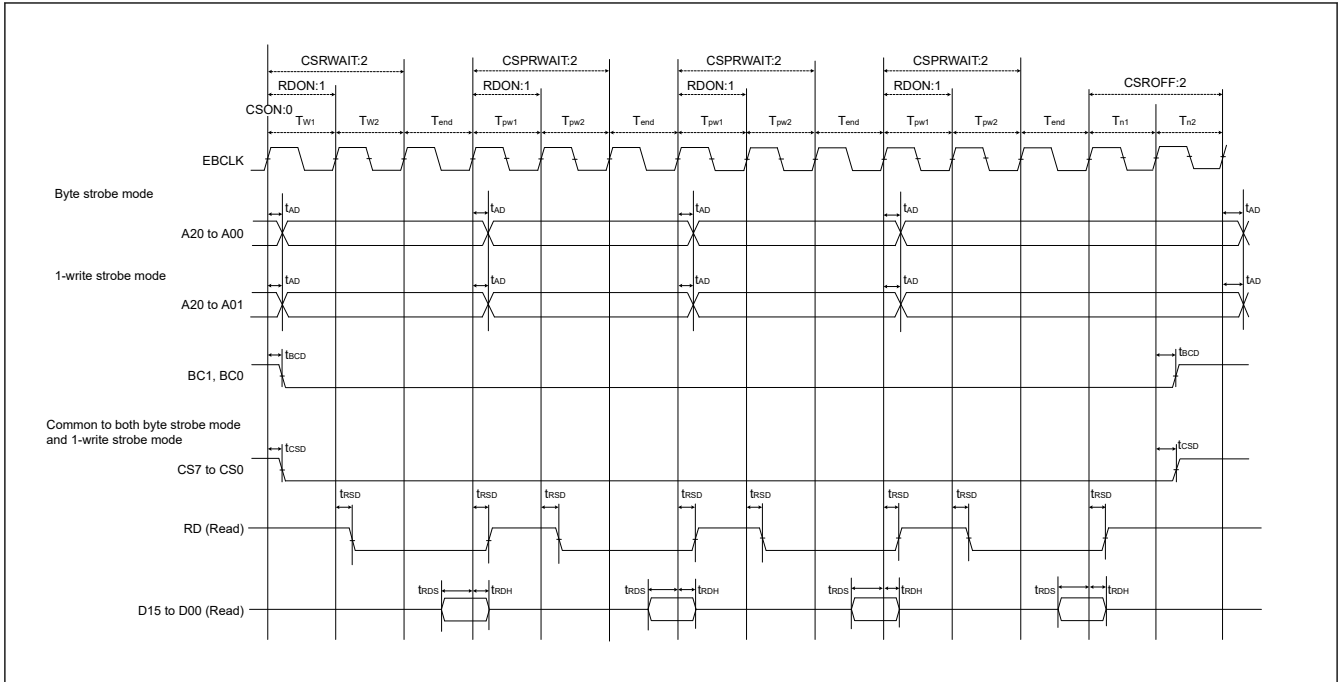 CSRWAIT:2 CSPRWAIT:2 CSPRWAIT:2 CSPRWAIT:2
RDON:1 RDON:1 RDON:1 RDON:1 CSROFF:2
CSON:0
TW1 TW2 Tend Tpw1 Tpw2 Tend Tpw1 Tpw2 Tend Tpw1 Tpw2 Tend Tn1 Tn2
EBCLK
Byte strobe mode
tAD tAD tAD tAD tAD
A20 to A00
1-write strobe mode
tAD tAD tAD tAD tAD
A20 to A01
tBCD tBCD
BC1, BC0
Common to both byte strobe mode
and 1-write strobe mode
tCSD tCSD
CS7 to CS0
tRSD tRSD tRSD tRSD tRSD tRSD tRSD tRSD
RD (Read)
tRDS tRDH tRDS tRDH tRDS tRDH tRDS tRDH
D15 to D00 (Read)